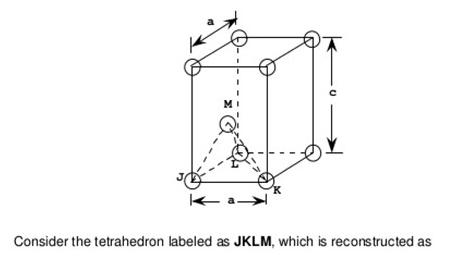 a
c
M
L
J
K
a
Consider the tetrahedron labeled as JKLM, which is reconstructed as